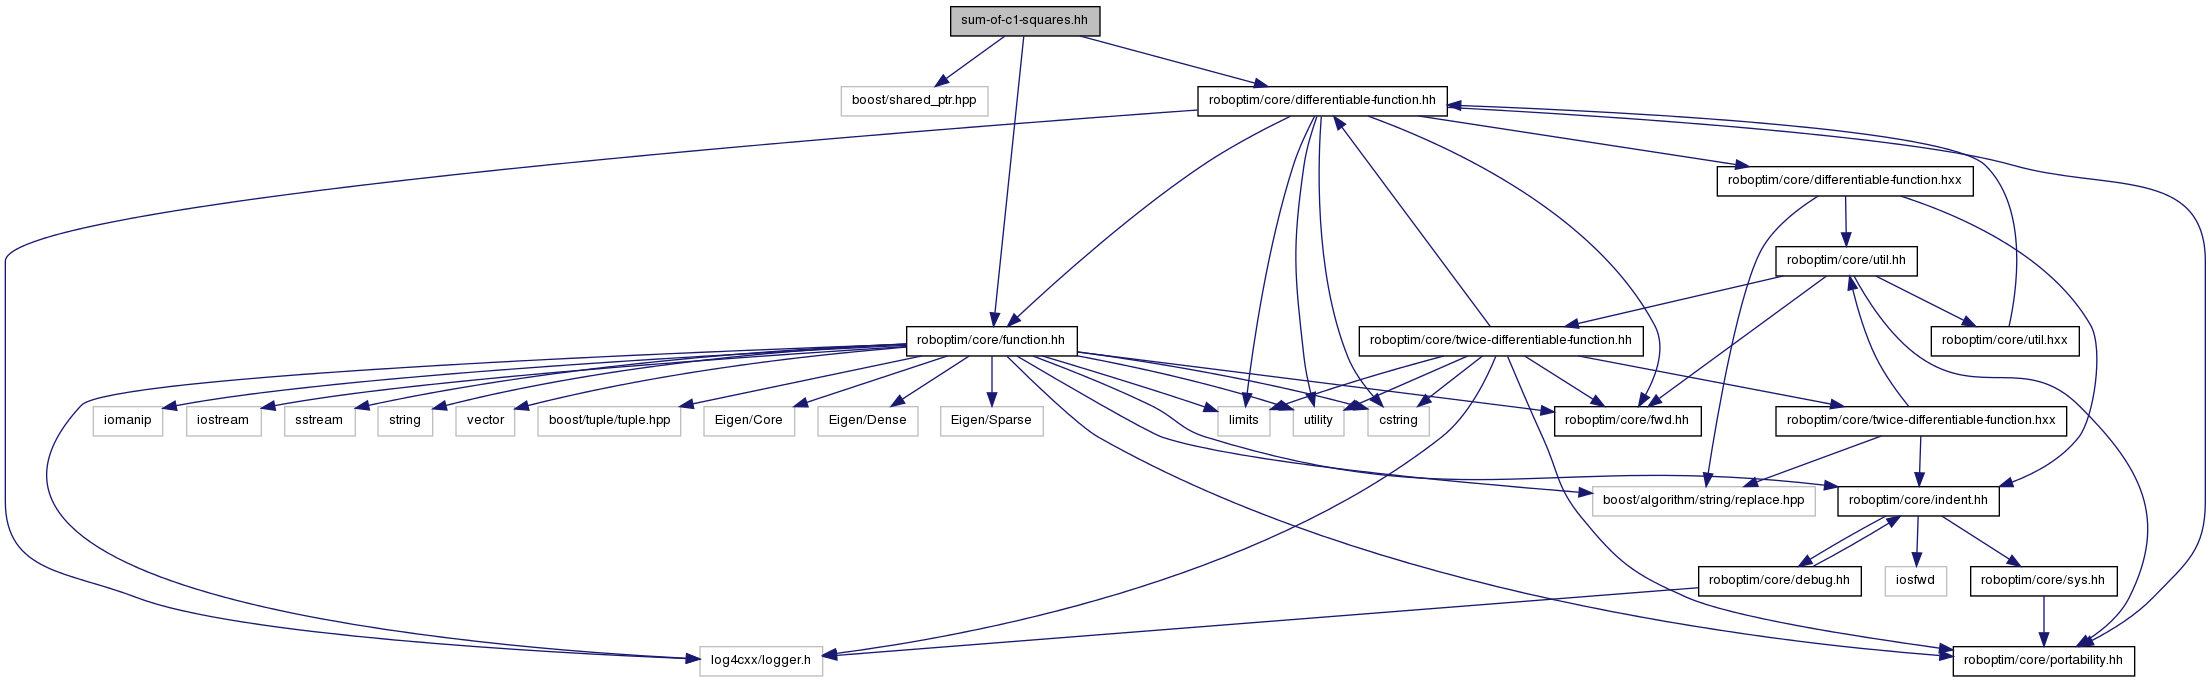 sum-of-c1-squares.hh
boost/shared_ptr.hpp
roboptim/core/differentiable-function.hh
roboptim/core/differentiable-function.hxx
roboptim/core/util.hh
roboptim/core/function.hh
roboptim/core/twice-differentiable-function.hh
roboptim/core/util.hxx
iomanip
iostream
sstream
string
vector
boost/tuple/tuple.hpp
Eigen/Core
Eigen/Dense
Eigen/Sparse
limits
utility
cstring
roboptim/core/fwd.hh
roboptim/core/twice-differentiable-function.hxx
boost/algorithm/string/replace.hpp
roboptim/core/indent.hh
roboptim/core/debug.hh
iosfwd
roboptim/core/sys.hh
log4cxx/logger.h
roboptim/core/portability.hh